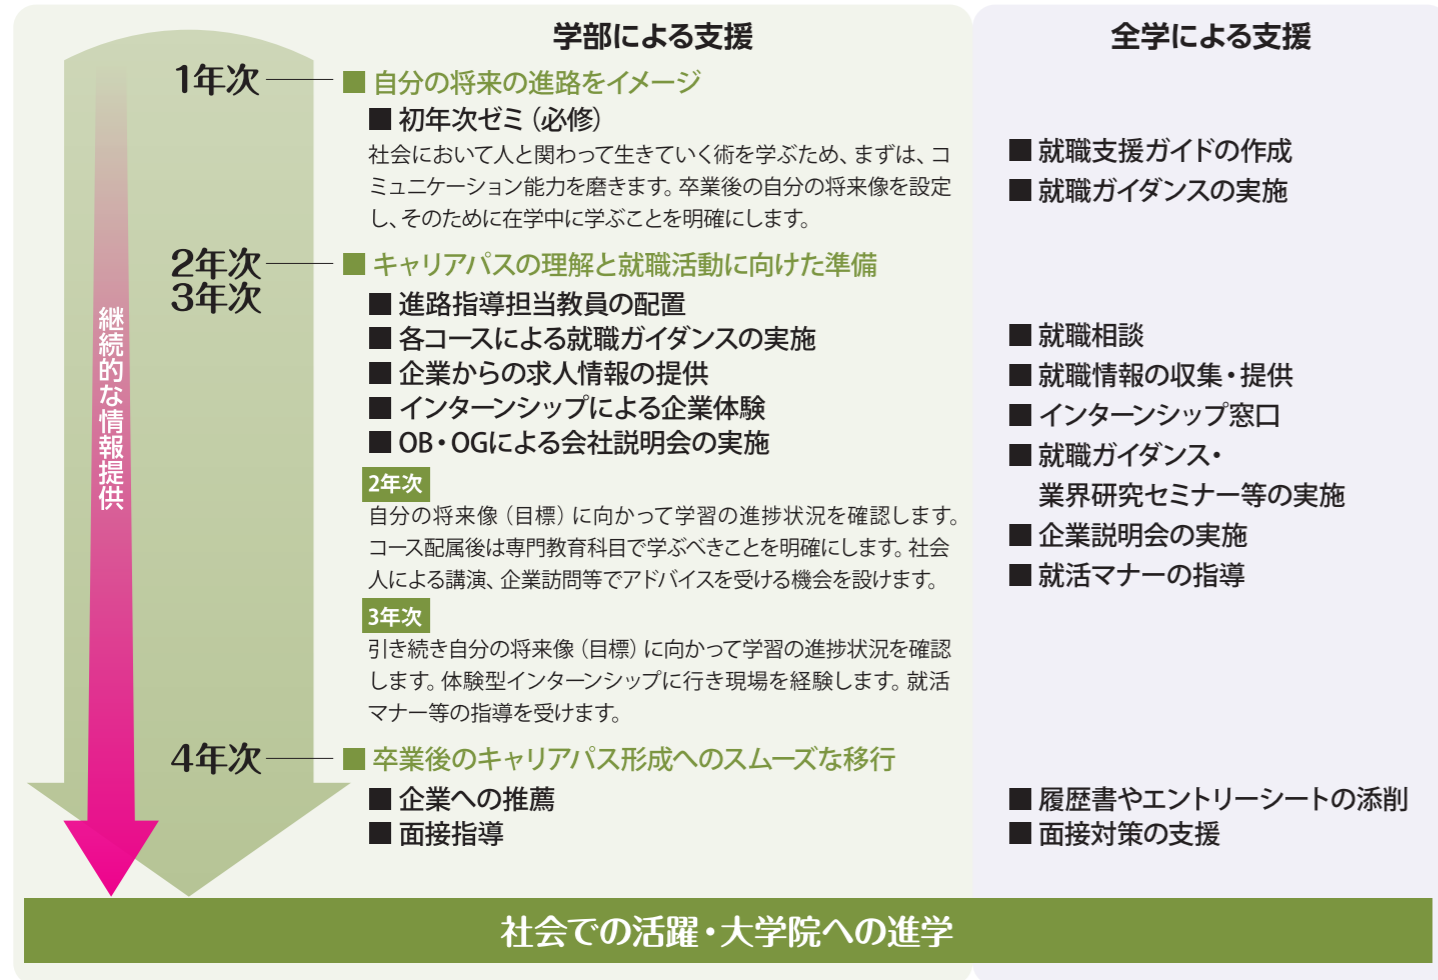 学部による支援
1年次
■ 自分の将来の進路をイメージ
■ 初年次ゼミ（必修）
社会において人と関わって生きていく術を学ぶため、まずは、コ
ミュニケーション能力を磨きます。卒業後の自分の将来像を設定
し、そのために在学中に学ぶことを明確にします。
2年次
3年次
■ キャリアパスの理解と就職活動に向けた準備
■ 進路指導担当教員の配置
■ 各コースによる就職ガイダンスの実施
■ 企業からの求人情報の提供
■ インターンシップによる企業体験
■ OB・OGによる会社説明会の実施
2年次
自分の将来像（目標）に向かって学習の進捗状況を確認します。
コース配属後は専門教育科目で学ぶべきことを明確にします。社会
人による講演、企業訪問等でアドバイスを受ける機会を設けます。
3年次
引き続き自分の将来像（目標）に向かって学習の進捗状況を確認
します。体験型インターンシップに行き現場を経験します。就活
マナー等の指導を受けます。
4年次
■ 卒業後のキャリアパス形成へのスムーズな移行
■ 企業への推薦
■ 面接指導
継続的な情報提供
全学による支援
■ 就職支援ガイドの作成
■ 就職ガイダンスの実施
■ 就職相談
■ 就職情報の収集・提供
■ インターンシップ窓口
■ 就職ガイダンス・
業界研究セミナー等の実施
■ 企業説明会の実施
■ 就活マナーの指導
■ 履歴書やエントリーシートの添削
■ 面接対策の支援
社会での活躍・大学院への進学